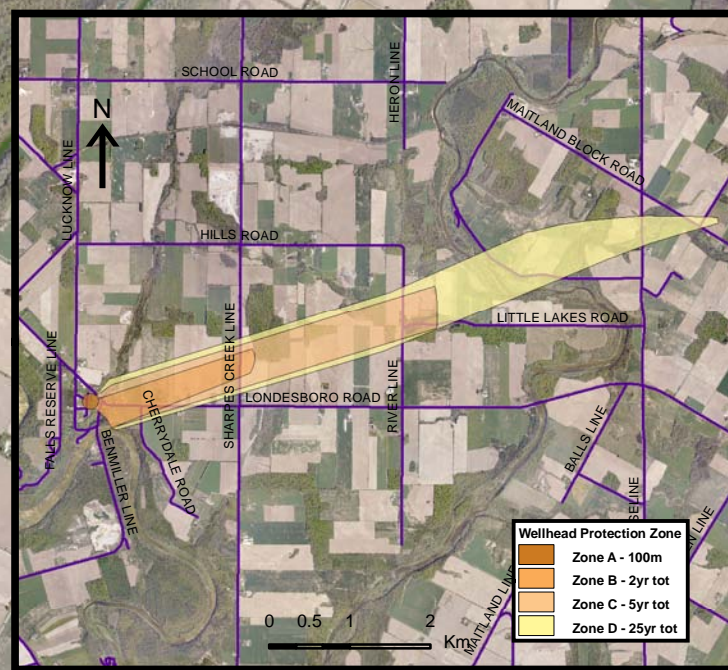 SCHOOL ROAD
HERON LINE
N
MAITLAND BLOCK ROAD
LUCKNOW LINE
HILLS ROAD
LITTLE LAKES ROAD
SHARPES CREEK LINE
FALLS RESERVE LINE
CHERRYDALE ROAD
LONDESBORO ROAD
RIVER LINE
BENMILLER LINE
BALLS LINE
MAITLAND LINE
Wellhead Protection Zone
Zone A - 100m
Zone B - 2yr tot
Zone C - 5yr tot
Zone D - 25yr tot
0 0.5 1 2
Km